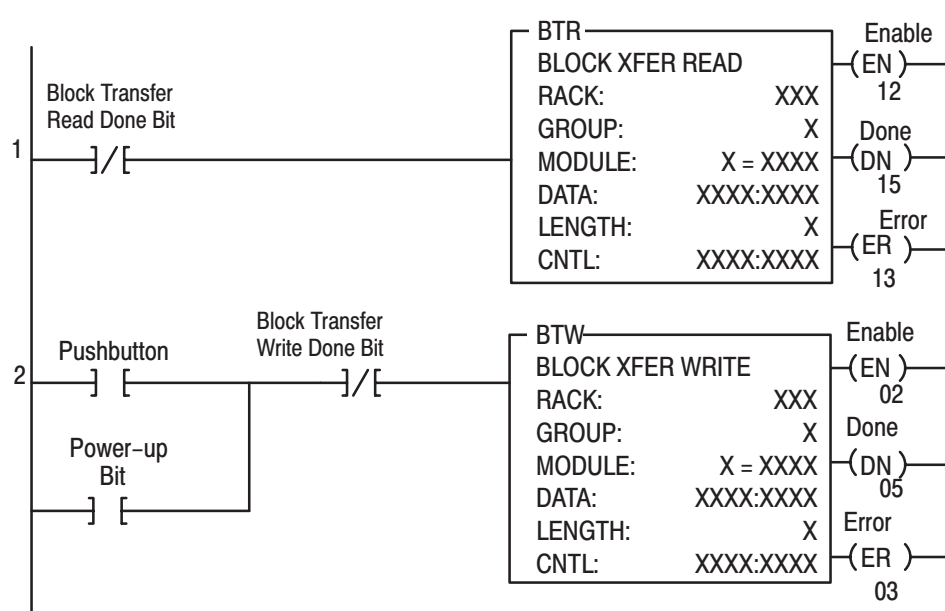 BTR
Enable
BLOCK XFER READ
(EN)
12
Block Transfer
Read Done Bit
RACK: XXX
GROUP: X
Done
1
MODULE: X = XXXX
(DN)
15
DATA: XXXX:XXXX
LENGTH: X
Error
CNTL: XXXX:XXXX
(ER)
13
Block Transfer
Write Done Bit
BTW
Enable
Pushbutton
2
BLOCK XFER WRITE
(EN)
02
RACK: XXX
GROUP: X
Done
Power-up
Bit
MODULE: X = XXXX
(DN)
05
DATA: XXXX:XXXX
LENGTH: X
Error
CNTL: XXXX:XXXX
(ER)
03